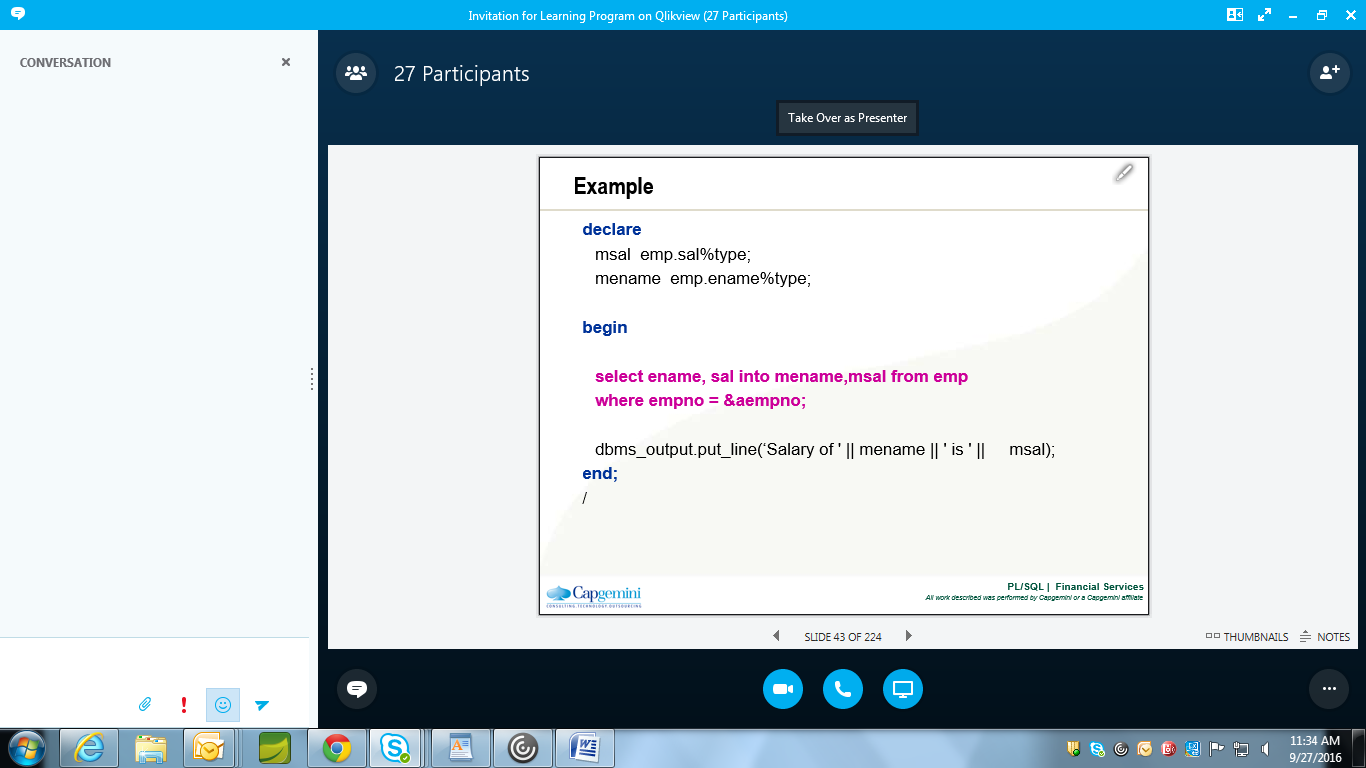 Invitation for Learning Program on Qlikview (27 Participants)
CONVERSATION
27 Participants
Take Over as Presenter
Example
declare
msal  emp.sal%type;
mename  emp.ename%type;
begin
select ename, sal into mename,msal from emp
where empno = &aempno;
dbms_output.put_line(‘Salary of ' || mename || ' is ' ||     msal);
end;
/
Capgemini
CONSULTING.TECHNOLOGY.OUTSOURCING
PL/SQL |  Financial Services
All work described was performed by Capgemini or a Capgemini affiliate
SLIDE 43 OF 224
THUMBNAILS
NOTES
11:34 AM
9/27/2016